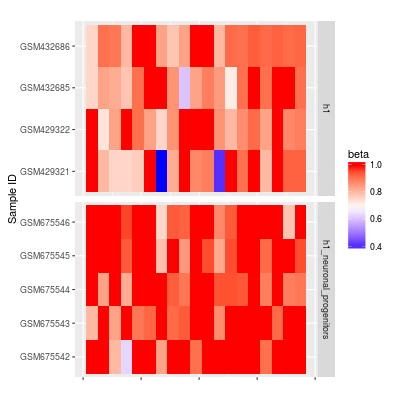 GSM432686
GSM432685
GSM429322
GSM429321
h1
GSM675546
GSM675545
GSM675544
GSM675543
GSM675542
h1_neuronal_progenitors
Sample ID
beta
1.0
0.8
0.6
0.4